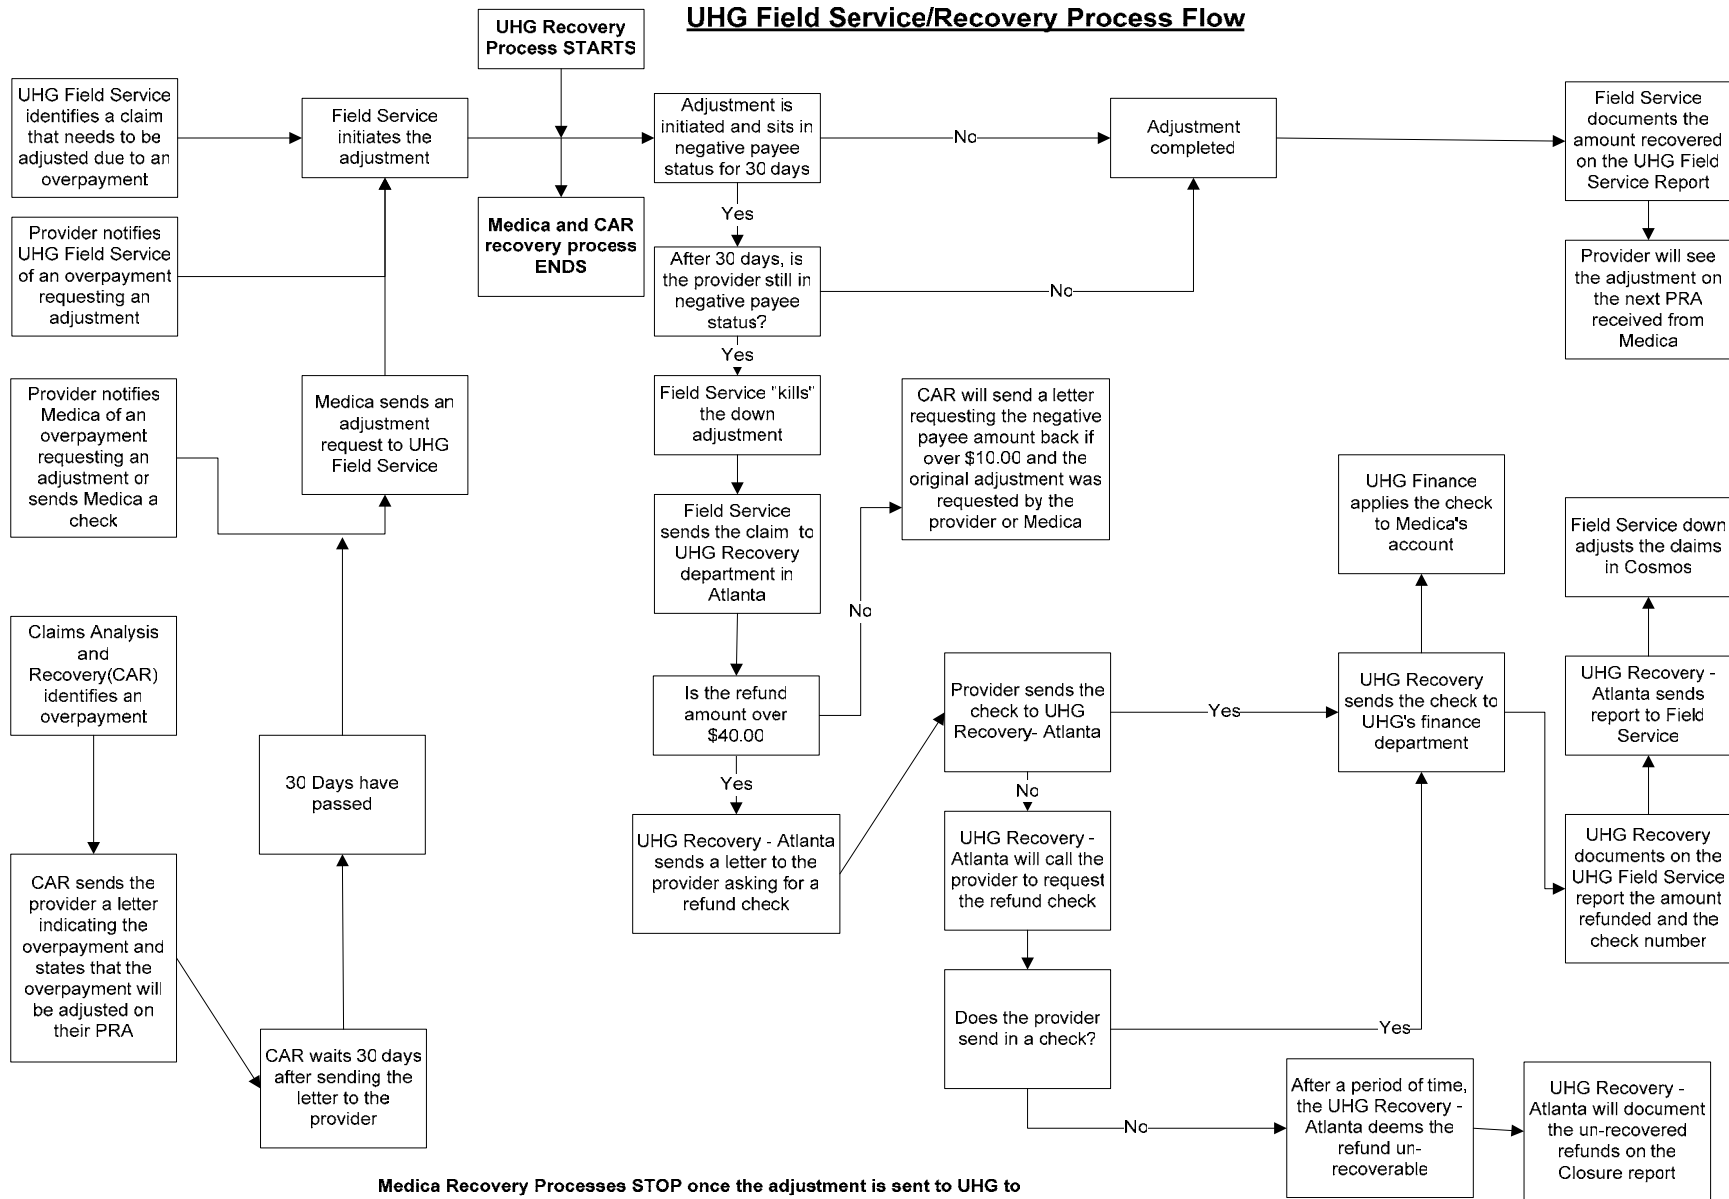 UHG Field Service/Recovery Process Flow
UHG Recovery
Process STARTS
UHG Field Service
identifies a claim
that needs to be
adjusted due to an
overpayment
Field Service
initiates the
adjustment
Adjustment is
initiated and sits in
negative payee
status for 30 days
No
Adjustment
completed
Field Service
documents the
amount recovered
on the UHG Field
Service Report
Yes
Medica and CAR
recovery process
ENDS
Provider notifies
UHG Field Service
of an overpayment
requesting an
adjustment
After 30 days, is
the provider still in
negative payee
status?
No
Provider will see
the adjustment on
the next PRA
received from
Medica
Yes
Provider notifies
Medica of an
overpayment
requesting an
adjustment or
sends Medica a
check
Medica sends an
adjustment
request to UHG
Field Service
Field Service "kills"
the down
adjustment
CAR will send a letter
requesting the negative
payee amount back if
over $10.00 and the
original adjustment was
requested by the
provider or Medica
UHG Finance
applies the check
to Medica's
account
Field Service down
adjusts the claims
in Cosmos
Field Service
sends the claim to
UHG Recovery
department in
Atlanta
No
Claims Analysis
and
Recovery(CAR)
identifies an
overpayment
Is the refund
amount over
$40.00
Provider sends the
check to UHG
Recovery- Atlanta
Yes
UHG Recovery
sends the check to
UHG's finance
department
UHG Recovery -
Atlanta sends
report to Field
Service
30 Days have
passed
Yes
No
UHG Recovery - Atlanta
sends a letter to the
provider asking for a
refund check
UHG Recovery -
Atlanta will call the
provider to request
the refund check
UHG Recovery
documents on the
UHG Field Service
report the amount
refunded and the
check number
CAR sends the
provider a letter
indicating the
overpayment and
states that the
overpayment will
be adjusted on
their PRA
Does the provider
send in a check?
Yes
CAR waits 30 days
after sending the
letter to the
provider
No
After a period of time,
the UHG Recovery -
Atlanta deems the
refund un-
recoverable
UHG Recovery -
Atlanta will document
the un-recovered
refunds on the
Closure report
Medica Recovery Processes STOP once the adjustment is sent to UHG to